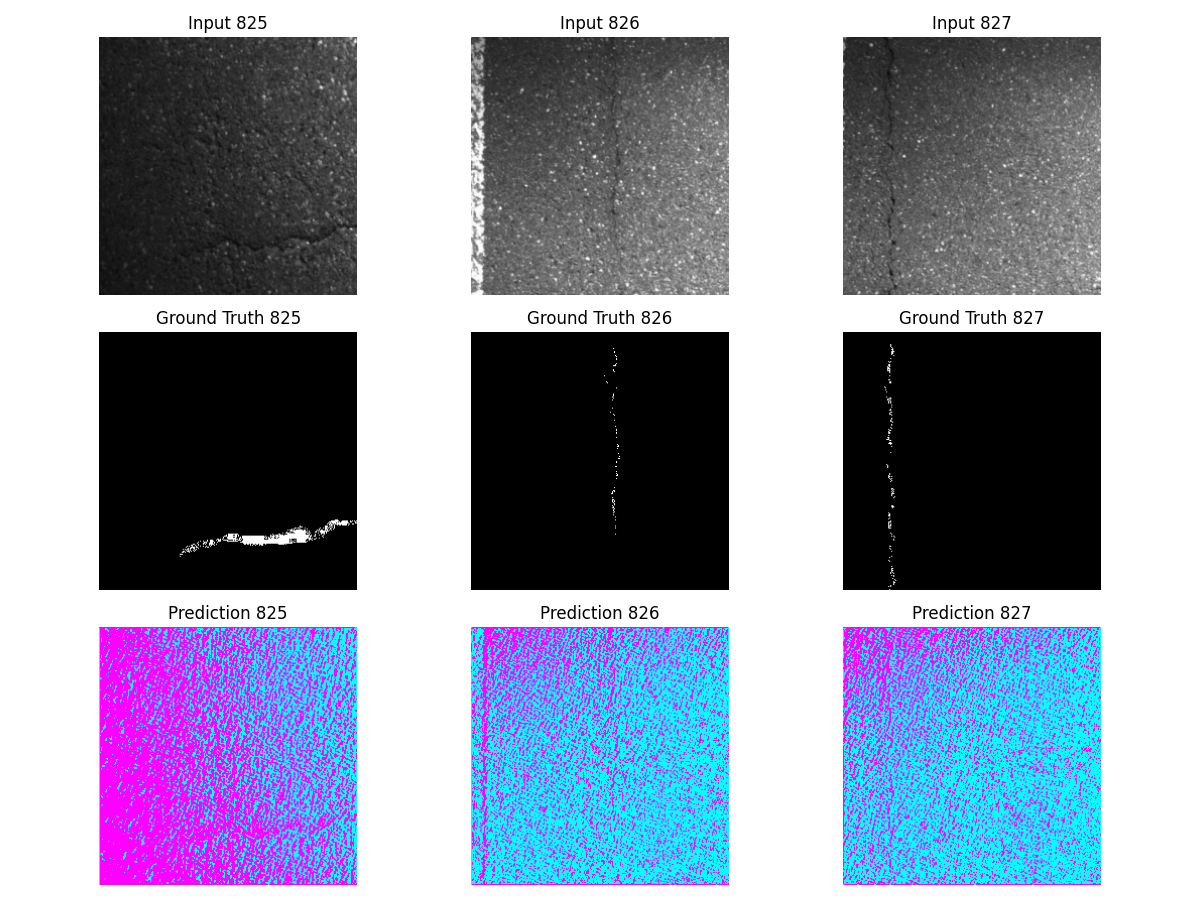 Input 825
Input 826
Input 827
Ground Truth 825
Ground Truth 826
Ground Truth 827
Prediction 825
Prediction 826
Prediction 827